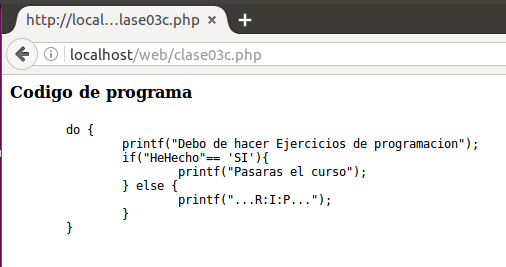 http://local...lase03c.php
localhost/web/clase03c.php
Codigo de programa
do {
printf("Debo de hacer Ejercicios de programacion");
if("HeHecho"== 'SI'){
printf("Pasaras el curso");
} else {
printf("...R:I:P...");
}
}